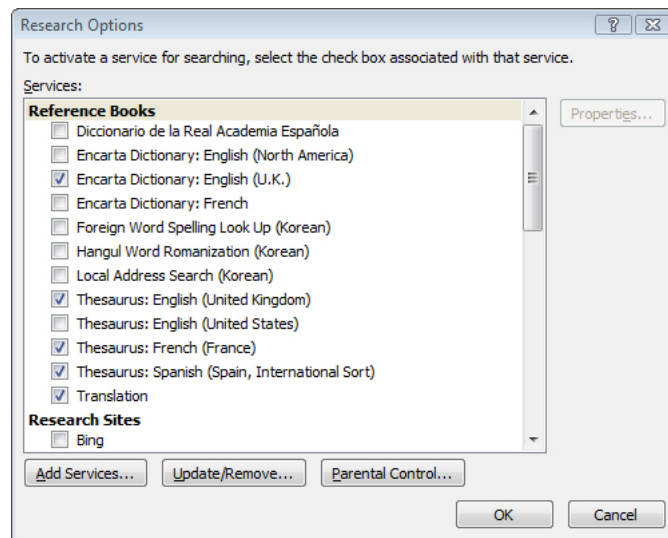 Research Options
To activate a service for searching, select the check box associated with that service.
Services:
Reference Books
Diccionario de la Real Academia Española
Encarta Dictionary: English (North America)
Encarta Dictionary: English (U.K.)
Encarta Dictionary: French
Foreign Word Spelling Look Up (Korean)
Hangul Word Romanization (Korean)
Local Address Search (Korean)
Thesaurus: English (United Kingdom)
Thesaurus: English (United States)
Thesaurus: French (France)
Thesaurus: Spanish (Spain, International Sort)
Translation
Research Sites
Bing
Properties...
Add Services... Update/Remove... Parental Control...
OK Cancel